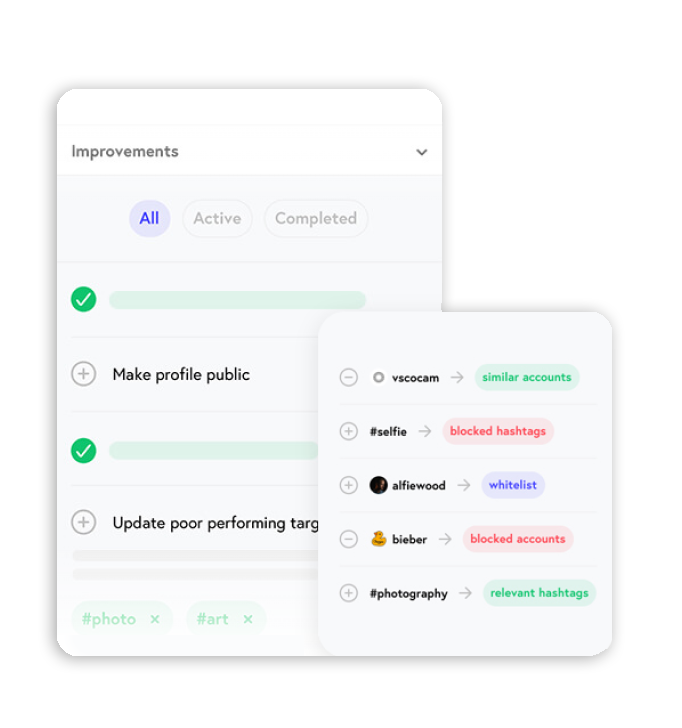 Improvements
All Active Completed
Make profile public
Update poor performing targ
#photo × #art ×
vscocam → similar accounts
#selfie → blocked hashtags
alfiewood → whitelist
bieber → blocked accounts
#photography → relevant hashtags